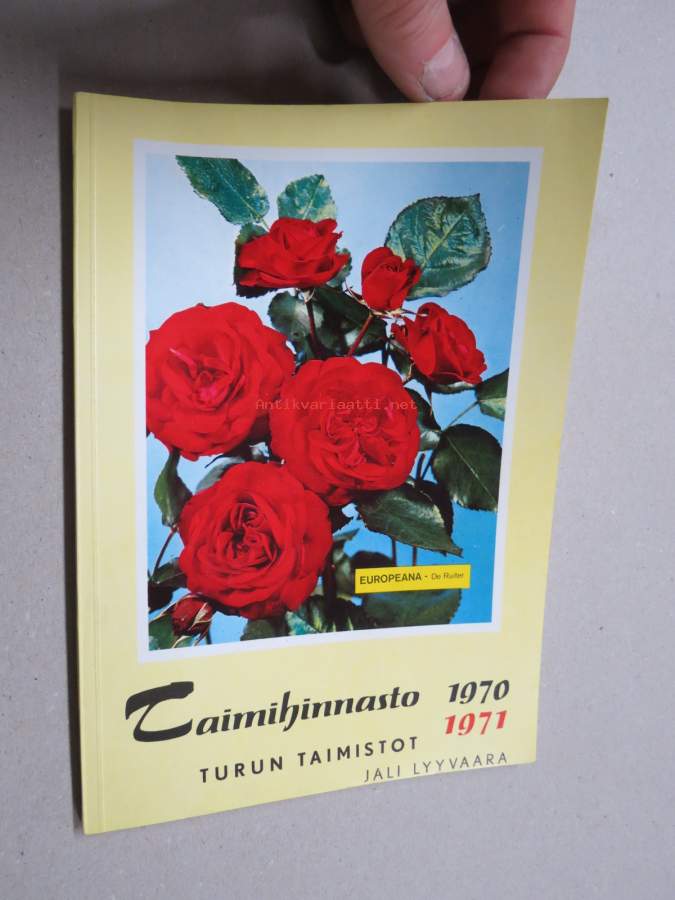 Antikvariaatti.net
EUROPEANA - De Ruiter
Taimihinnasto 1970
1971
TURUN TAIMISTOT
JALI LYYVAARA